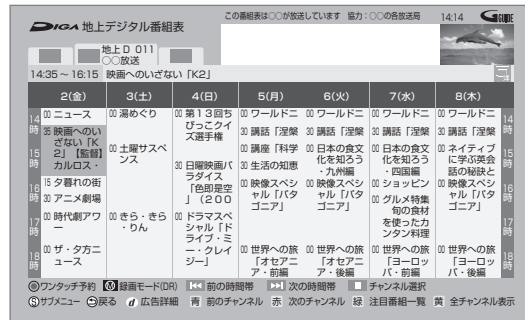 DIGA 地上デジタル番組表
この番組表は○○が放送しています 協力:○○の各放送局
14:14
GGUIDE
地上D 011
○○放送
14:35～16:15 映画へのいざない「K2」
2(金) 3(土) 4(日) 5(月) 6(火) 7(水) 8(木)
14時
15時
16時
17時
18時
00 ニュース
35 映画へのい
ざない「K
2」【監督】
カルロス・
15 夕暮れの街
30 アニメ劇場
00 時代劇アワ
ー
00 ザ・夕方ニ
ュース
00 湯めぐり
00 土曜サスペ
ンス
00 きら・きら
・りん
00 第13回ち
びっこクイ
ズ選手権
30 日曜映画パ
ラダイス
「色即是空
」(200
00 ドラマスペ
シャル「ド
ライブ・ミ
ー・クレイ
ジー」
00 ワールドニ
30 講話「涅槃
00 講座「科学
30 生活の知恵
00 映像スペシ
ャル「パタ
ゴニア」
00 世界への旅
「オセアニ
ア・前編
00 ワールドニ
30 講話「涅槃
00 日本の食文
化を知ろう
・九州編
00 映像スペシ
ャル「パタ
ゴニア」
00 世界への旅
「オセアニ
ア・後編
00 ワールドニ
30 講話「涅槃
00 日本の食文
化を知ろう
・四国編
00 ショッピン
00 グルメ特集
旬の食材
を使ったカ
ンタン料理
00 世界への旅
「ヨーロッ
パ・前編
00 ワールドニ
30 講話「涅槃
00 ネイティブ
に学ぶ英会
話の秘訣と
00 映像スペシ
ャル「パタ
ゴニア」
00 世界への旅
「ヨーロッ
パ・後編
ワンタッチ予約 M 録画モード(DR) 前の時間帯 次の時間帯 チャンネル選択
S サブメニュー 戻る d 広告詳細 青 前のチャンネル 赤 次のチャンネル 緑 注目番組一覧 黄 全チャンネル表示